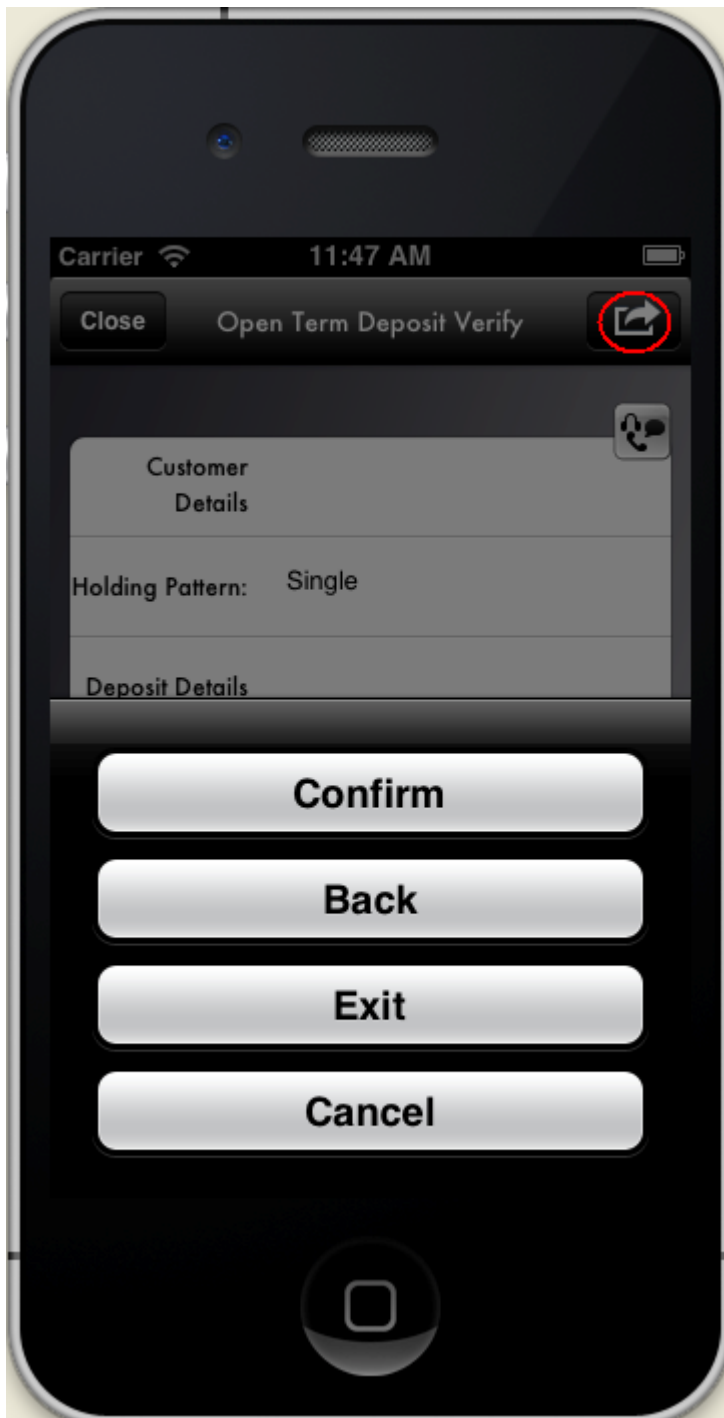 Carrier 11:47 AM
Close Open Term Deposit Verify
Customer
Details
Holding Pattern: Single
Deposit Details
Confirm
Back
Exit
Cancel